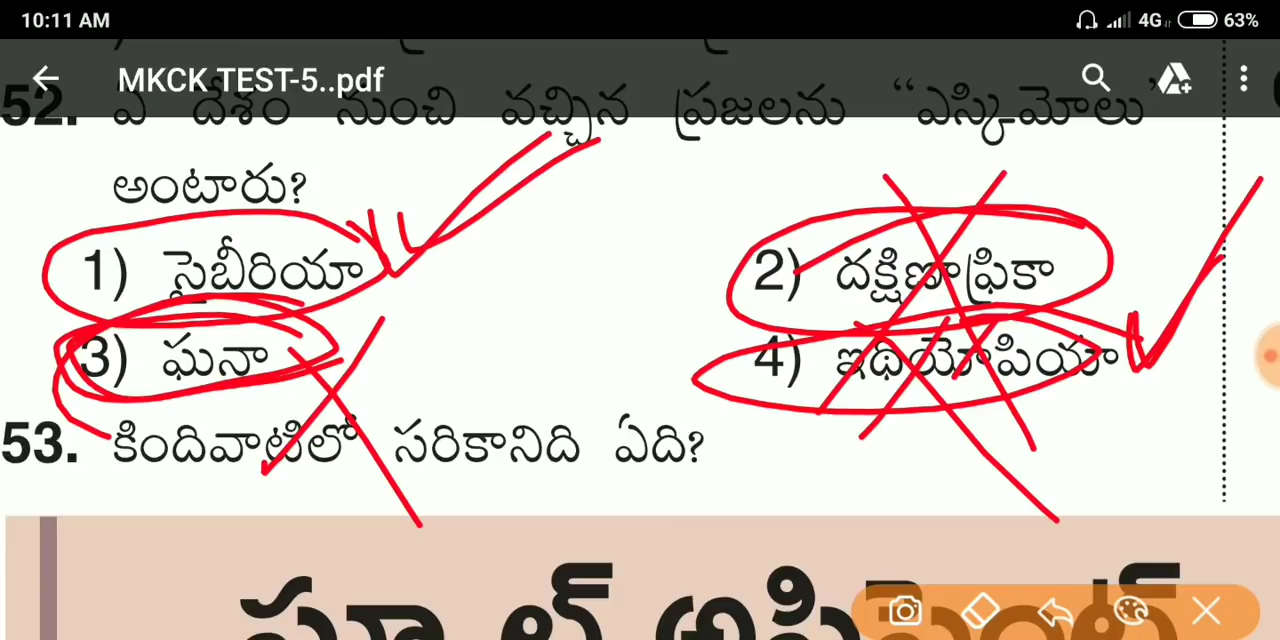 10:11 AM 4G 63%
MKCK TEST-5..pdf
52. ఏ దేశం నుంచి వచ్చిన ప్రజలను “ఎస్కిమోలు”
అంటారు?
1) సైబీరియా 2) దక్షిణాఫ్రికా
3) ఘనా 4) ఇథియోపియా
53. కిందివాటిలో సరికానిది ఏది?